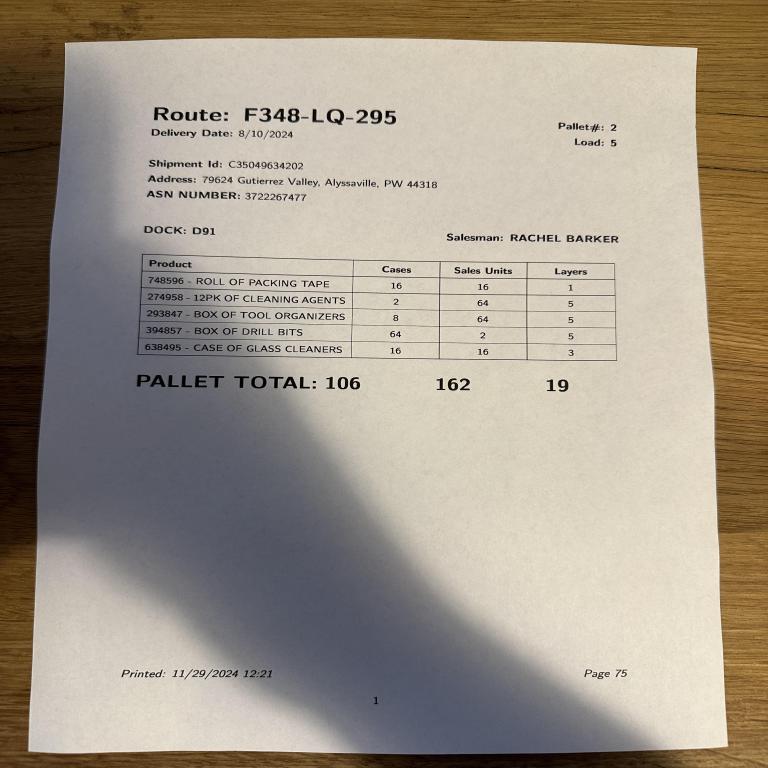 Route: F348-LQ-295
Delivery Date: 8/10/2024
Pallet#: 2
Load: 5
Shipment Id: C35049634202
Address: 79624 Gutierrez Valley, Alyssaville, PW 44318
ASN NUMBER: 3722267477
DOCK: D91
Salesman: RACHEL BARKER
Product Cases Sales Units Layers
748596 - ROLL OF PACKING TAPE 16 16 1
274958 - 12PK OF CLEANING AGENTS 2 64 5
293847 - BOX OF TOOL ORGANIZERS 8 64 5
394857 - BOX OF DRILL BITS 64 2 5
638495 - CASE OF GLASS CLEANERS 16 16 3
PALLET TOTAL: 106 162 19
Printed: 11/29/2024 12:21
Page 75
1